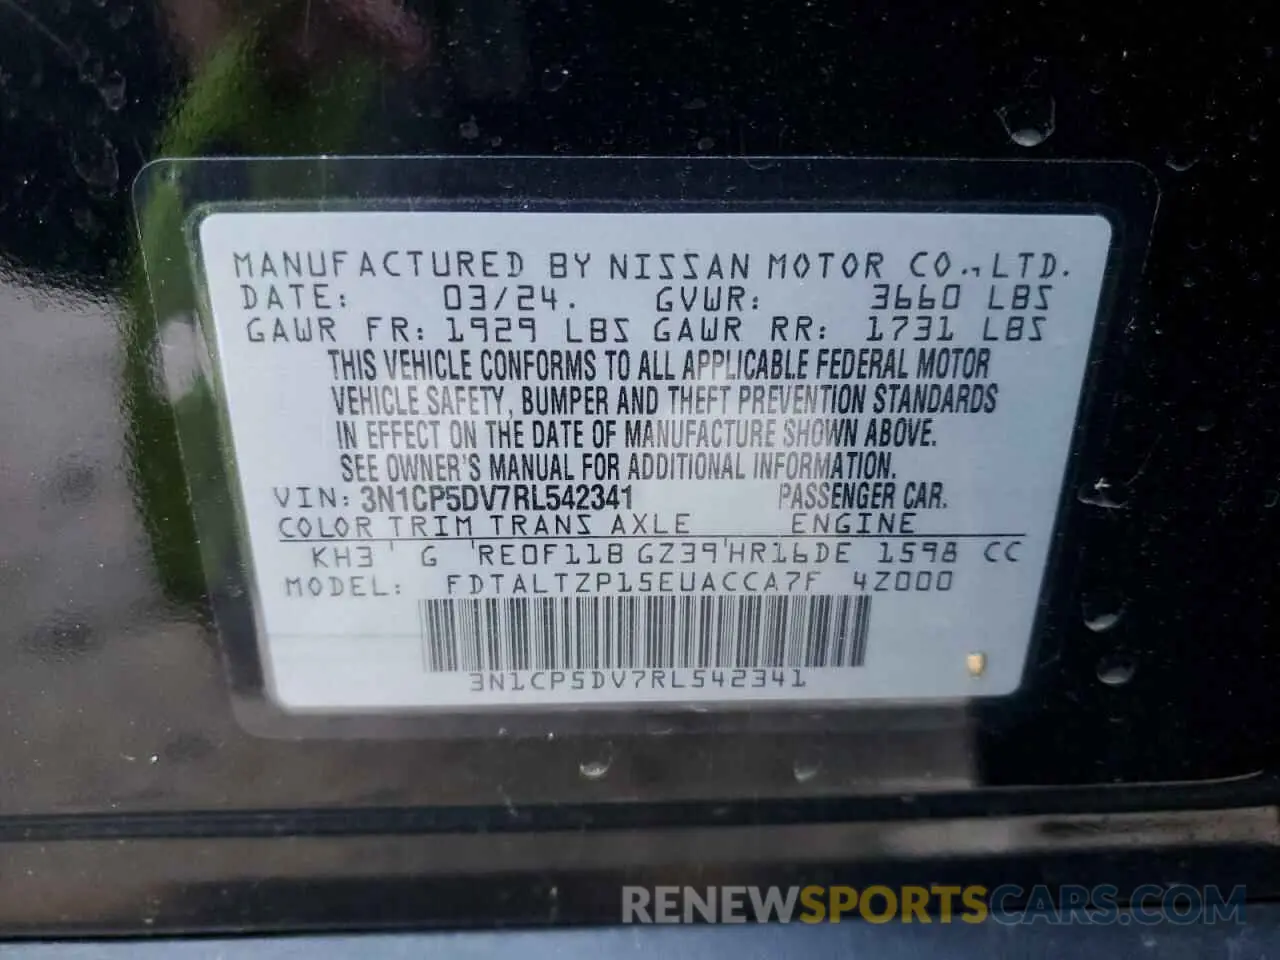 MANUFACTURED BY NISSAN MOTOR CO., LTD.
DATE: 03/24. GVWR: 3660 LBS
GAWR FR: 1929 LBS GAWR RR: 1731 LBS
THIS VEHICLE CONFORMS TO ALL APPLICABLE FEDERAL MOTOR
VEHICLE SAFETY, BUMPER AND THEFT PREVENTION STANDARDS
IN EFFECT ON THE DATE OF MANUFACTURE SHOWN ABOVE.
SEE OWNER'S MANUAL FOR ADDITIONAL INFORMATION.
VIN: 3N1CP5DV7RL542341 PASSENGER CAR.
COLOR TRIM TRANS AXLE ENGINE
KH3 ' G 'RE0F11B GZ39'HR16DE 1598 CC
MODEL: FDTALTZP15EUACCA7F 4Z000
3N1CP5DV7RL542341
RENEWSPORTSCARS.COM